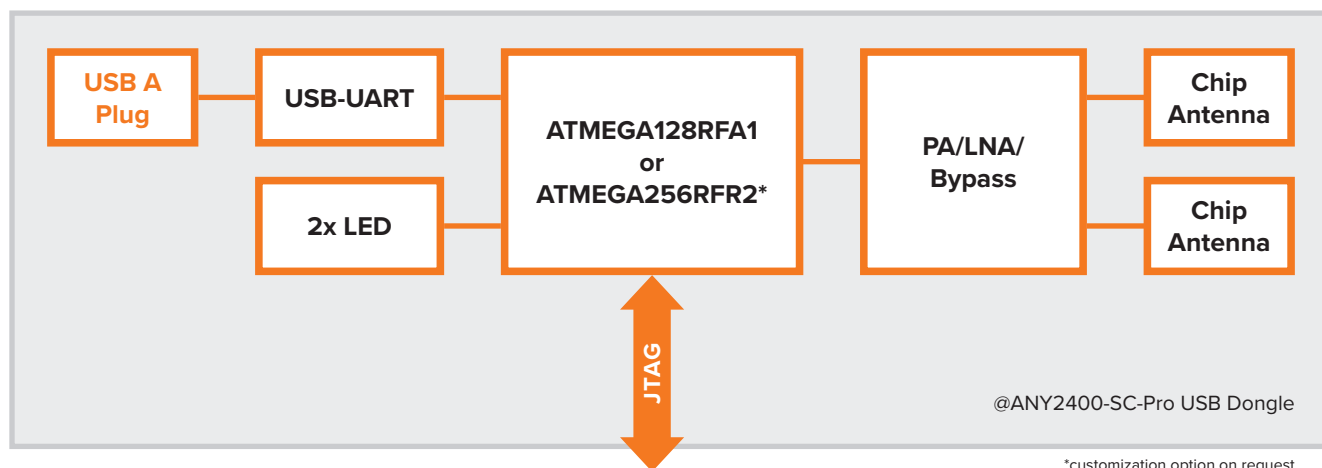 USB A
Plug
USB-UART
2x LED
ATMEGA128RFA1
or
ATMEGA256RFR2*
PA/LNA/
Bypass
Chip
Antenna
Chip
Antenna
JTAG
@ANY2400-SC-Pro USB Dongle
*customization option on request